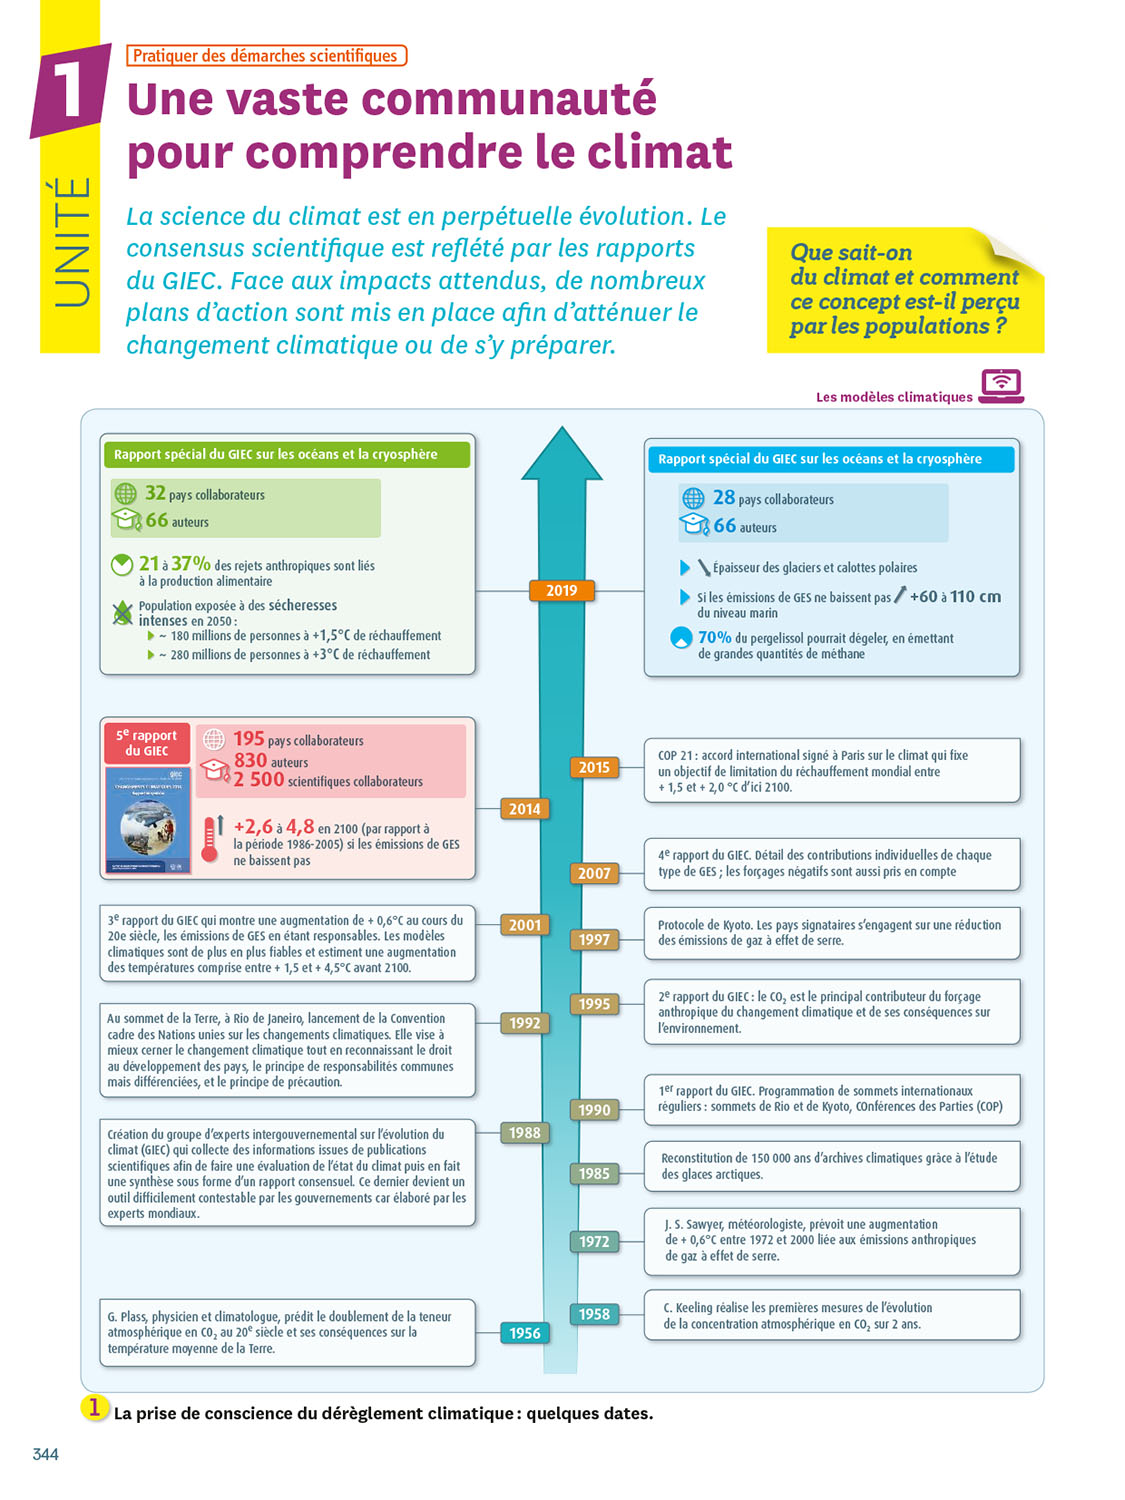 UNITÉ
1
Pratiquer des démarches scientifiques
Une vaste communauté
pour comprendre le climat
La science du climat est en perpétuelle évolution. Le
consensus scientifique est reflété par les rapports
du GIEC. Face aux impacts attendus, de nombreux
plans d'action sont mis en place afin d'atténuer le
changement climatique ou de s'y préparer.
Que sait-on
du climat et comment
ce concept est-il perçu
par les populations ?
Les modèles climatiques
Rapport spécial du GIEC sur les océans et la cryosphère
32 pays collaborateurs
66 auteurs
21 à 37% des rejets anthropiques sont liés
à la production alimentaire
Population exposée à des sécheresses
intenses en 2050 :
~ 180 millions de personnes à +1,5°C de réchauffement
~ 280 millions de personnes à +3°C de réchauffement
Rapport spécial du GIEC sur les océans et la cryosphère
28 pays collaborateurs
66 auteurs
Épaisseur des glaciers et calottes polaires
Si les émissions de GES ne baissent pas +60 à 110 cm
du niveau marin
70% du pergelissol pourrait dégeler, en émettant
de grandes quantités de méthane
2019
5e rapport
du GIEC
giec
195 pays collaborateurs
830 auteurs
2 500 scientifiques collaborateurs
+2,6 à 4,8 en 2100 (par rapport à
la période 1986-2005) si les émissions de GES
ne baissent pas
2014
2015
COP 21 : accord international signé à Paris sur le climat qui fixe
un objectif de limitation du réchauffement mondial entre
+ 1,5 et + 2,0 °C d'ici 2100.
2007
4e rapport du GIEC. Détail des contributions individuelles de chaque
type de GES ; les forçages négatifs sont aussi pris en compte
3e rapport du GIEC qui montre une augmentation de + 0,6°C au cours du
20e siècle, les émissions de GES en étant responsables. Les modèles
climatiques sont de plus en plus fiables et estiment une augmentation
des températures comprise entre + 1,5 et + 4,5°C avant 2100.
2001
1997
Protocole de Kyoto. Les pays signataires s'engagent sur une réduction
des émissions de gaz à effet de serre.
1995
2e rapport du GIEC : le CO₂ est le principal contributeur du forçage
anthropique du changement climatique et de ses conséquences sur
l'environnement.
Au sommet de la Terre, à Rio de Janeiro, lancement de la Convention
cadre des Nations unies sur les changements climatiques. Elle vise à
mieux cerner le changement climatique tout en reconnaissant le droit
au développement des pays, le principe de responsabilités communes
mais différenciées, et le principe de précaution.
1992
1990
1er rapport du GIEC. Programmation de sommets internationaux
réguliers : sommets de Rio et de Kyoto, COnférences des Parties (COP)
Création du groupe d'experts intergouvernemental sur l'évolution du
climat (GIEC) qui collecte des informations issues de publications
scientifiques afin de faire une évaluation de l'état du climat puis en fait
une synthèse sous forme d'un rapport consensuel. Ce dernier devient un
outil difficilement contestable par les gouvernements car élaboré par les
experts mondiaux.
1988
1985
Reconstitution de 150 000 ans d'archives climatiques grâce à l'étude
des glaces arctiques.
1972
J. S. Sawyer, météorologiste, prévoit une augmentation
de + 0,6°C entre 1972 et 2000 liée aux émissions anthropiques
de gaz à effet de serre.
1958
C. Keeling réalise les premières mesures de l'évolution
de la concentration atmosphérique en CO₂ sur 2 ans.
G. Plass, physicien et climatologue, prédit le doublement de la teneur
atmosphérique en CO₂ au 20e siècle et ses conséquences sur la
température moyenne de la Terre.
1956
1 La prise de conscience du dérèglement climatique : quelques dates.
344